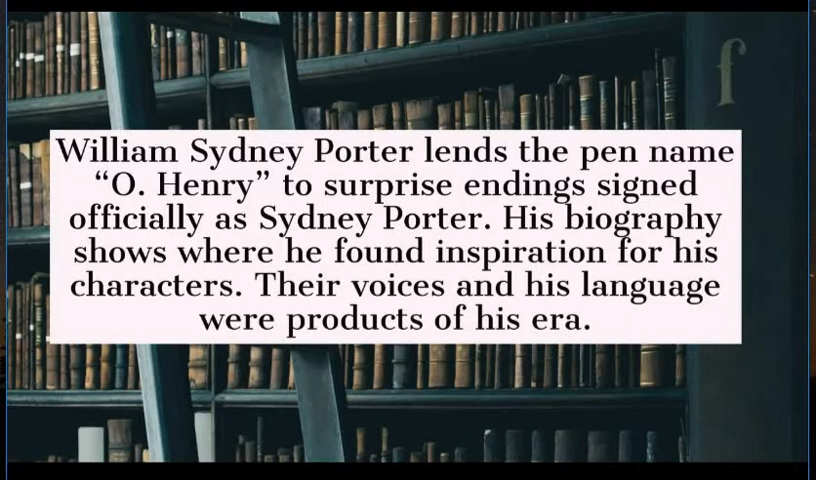 f
William Sydney Porter lends the pen name
“O. Henry” to surprise endings signed
officially as Sydney Porter. His biography
shows where he found inspiration for his
characters. Their voices and his language
were products of his era.